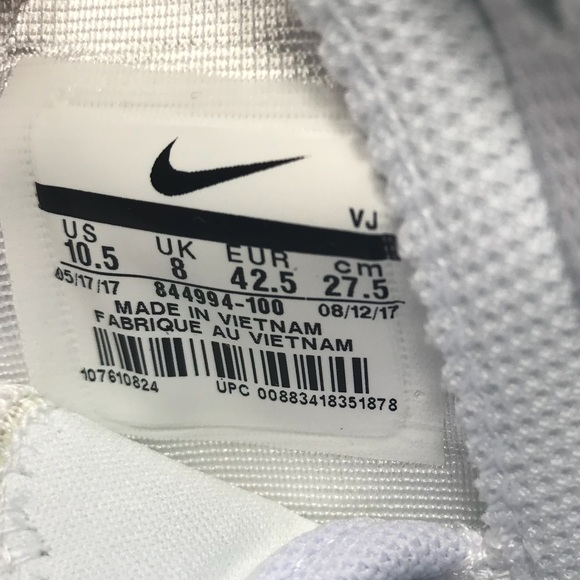 VJ
US UK EUR cm
10.5 8 42.5 27.5
05/17/17 844994-100 08/12/17
MADE IN VIETNAM
FABRIQUE AU VIETNAM
107610824 UPC 00883418351878